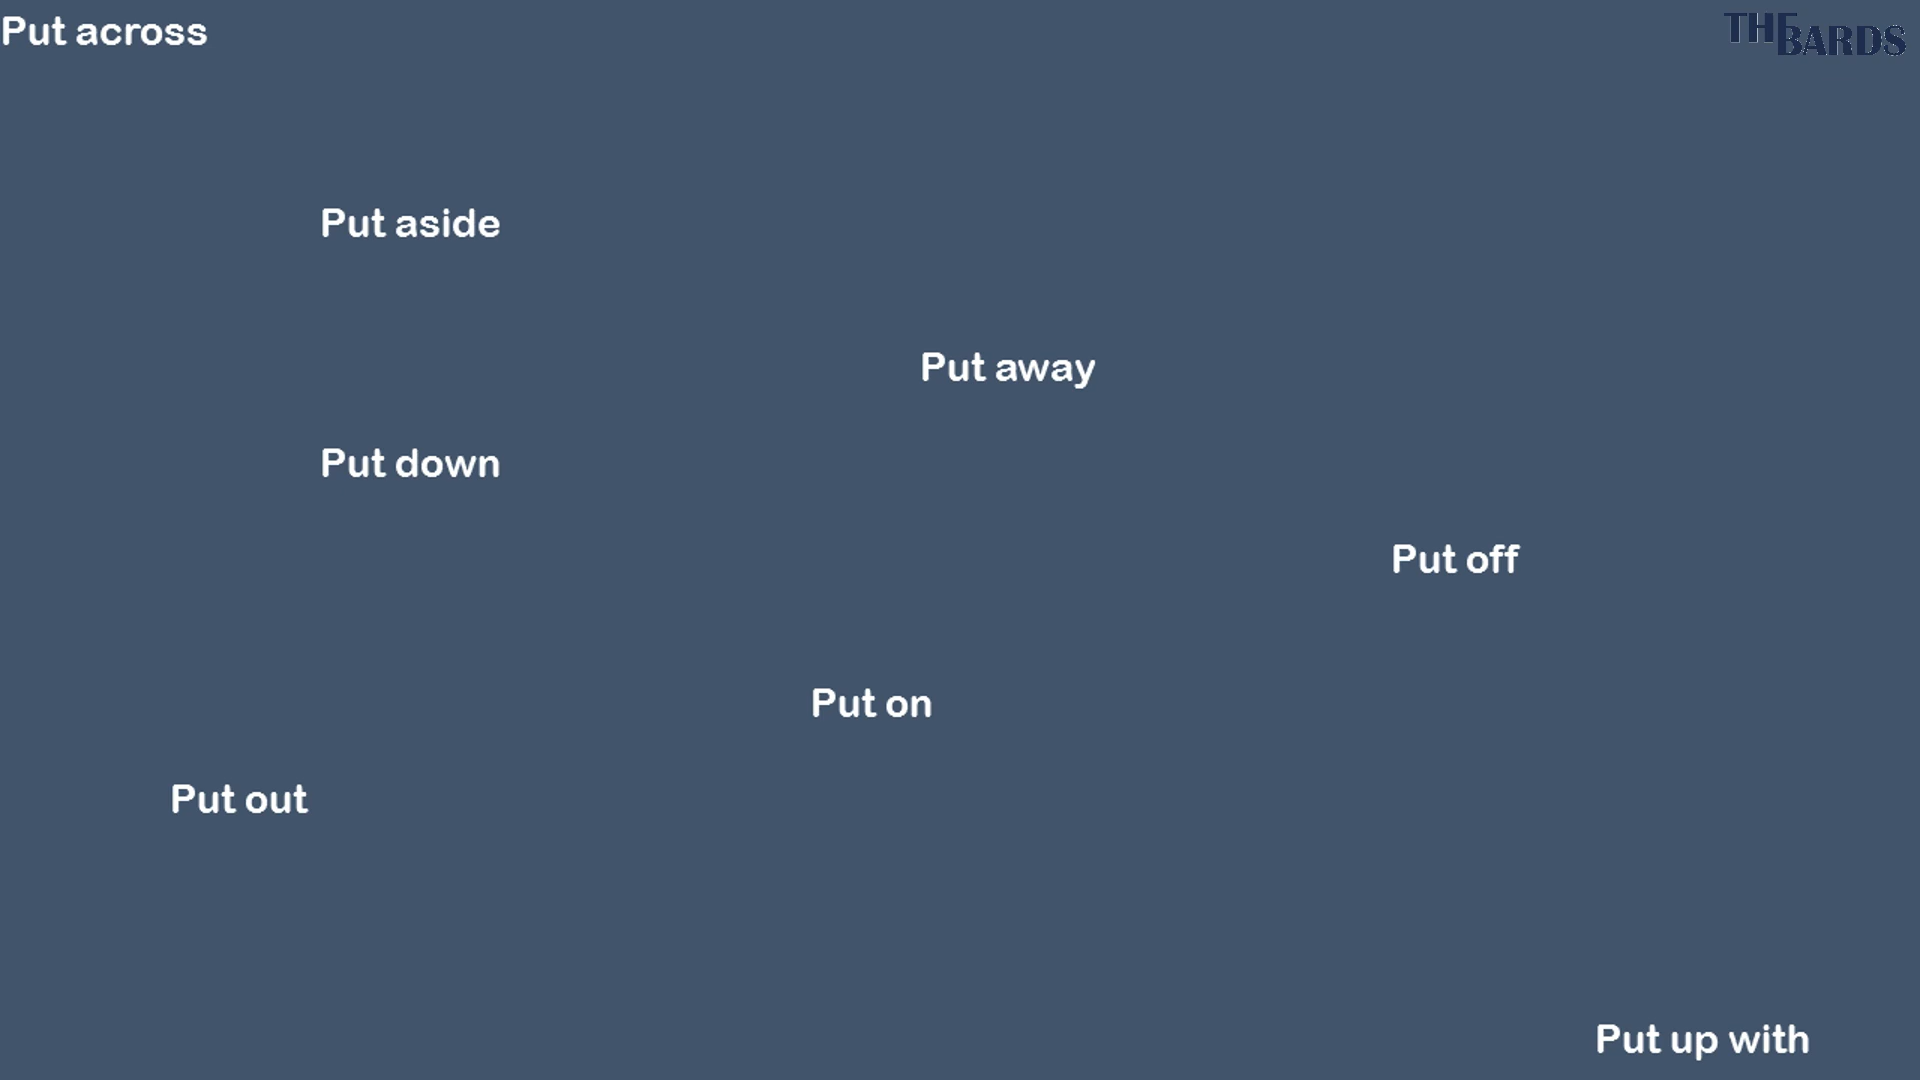 Put across
THE BARDS
Put aside
Put away
Put down
Put off
Put on
Put out
Put up with